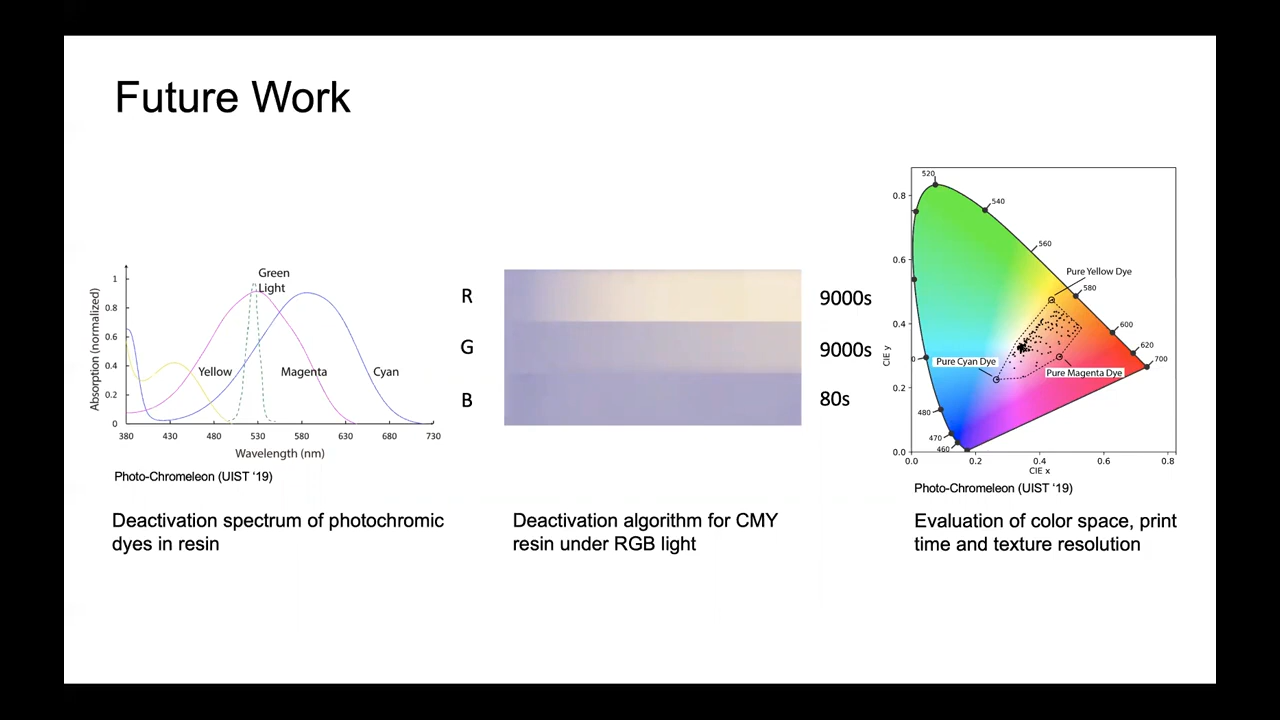 Future Work
Green
Light
1
0.8
0.6
0.4
0.2
0
Absorption (normalized)
Yellow
Magenta
Cyan
380 430 480 530 580 630 680 730
Wavelength (nm)
Photo-Chromeleon (UIST ‘19)
Deactivation spectrum of photochromic
dyes in resin
R 9000s
G 9000s
B 80s
Deactivation algorithm for CMY
resin under RGB light
520
540
560
Pure Yellow Dye
580
600
620
700
Pure Cyan Dye
Pure Magenta Dye
0
480
470
460
0.8
0.6
0.4
0.2
0.0
CIE y
0.0 0.2 0.4 0.6 0.8
CIE x
Photo-Chromeleon (UIST ‘19)
Evaluation of color space, print
time and texture resolution